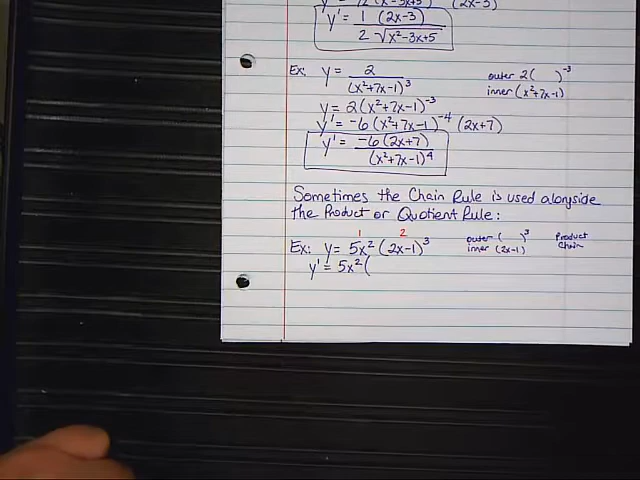 (2x-3)
y' = 1 (2x-3)
2 √x²-3x+5
Ex: y = 2
(x²+7x-1)³
outer 2( )⁻³
inner (x²+7x-1)
y = 2(x²+7x-1)⁻³
y' = -6(x²+7x-1)⁻⁴ (2x+7)
y' = -6(2x+7)
(x²+7x-1)⁴
Sometimes the Chain Rule is used alongside
the Product or Quotient Rule:
1 2
Ex: y = 5x² (2x-1)³
outer ( )³
inner (2x-1)
Product
Chain
y' = 5x² (